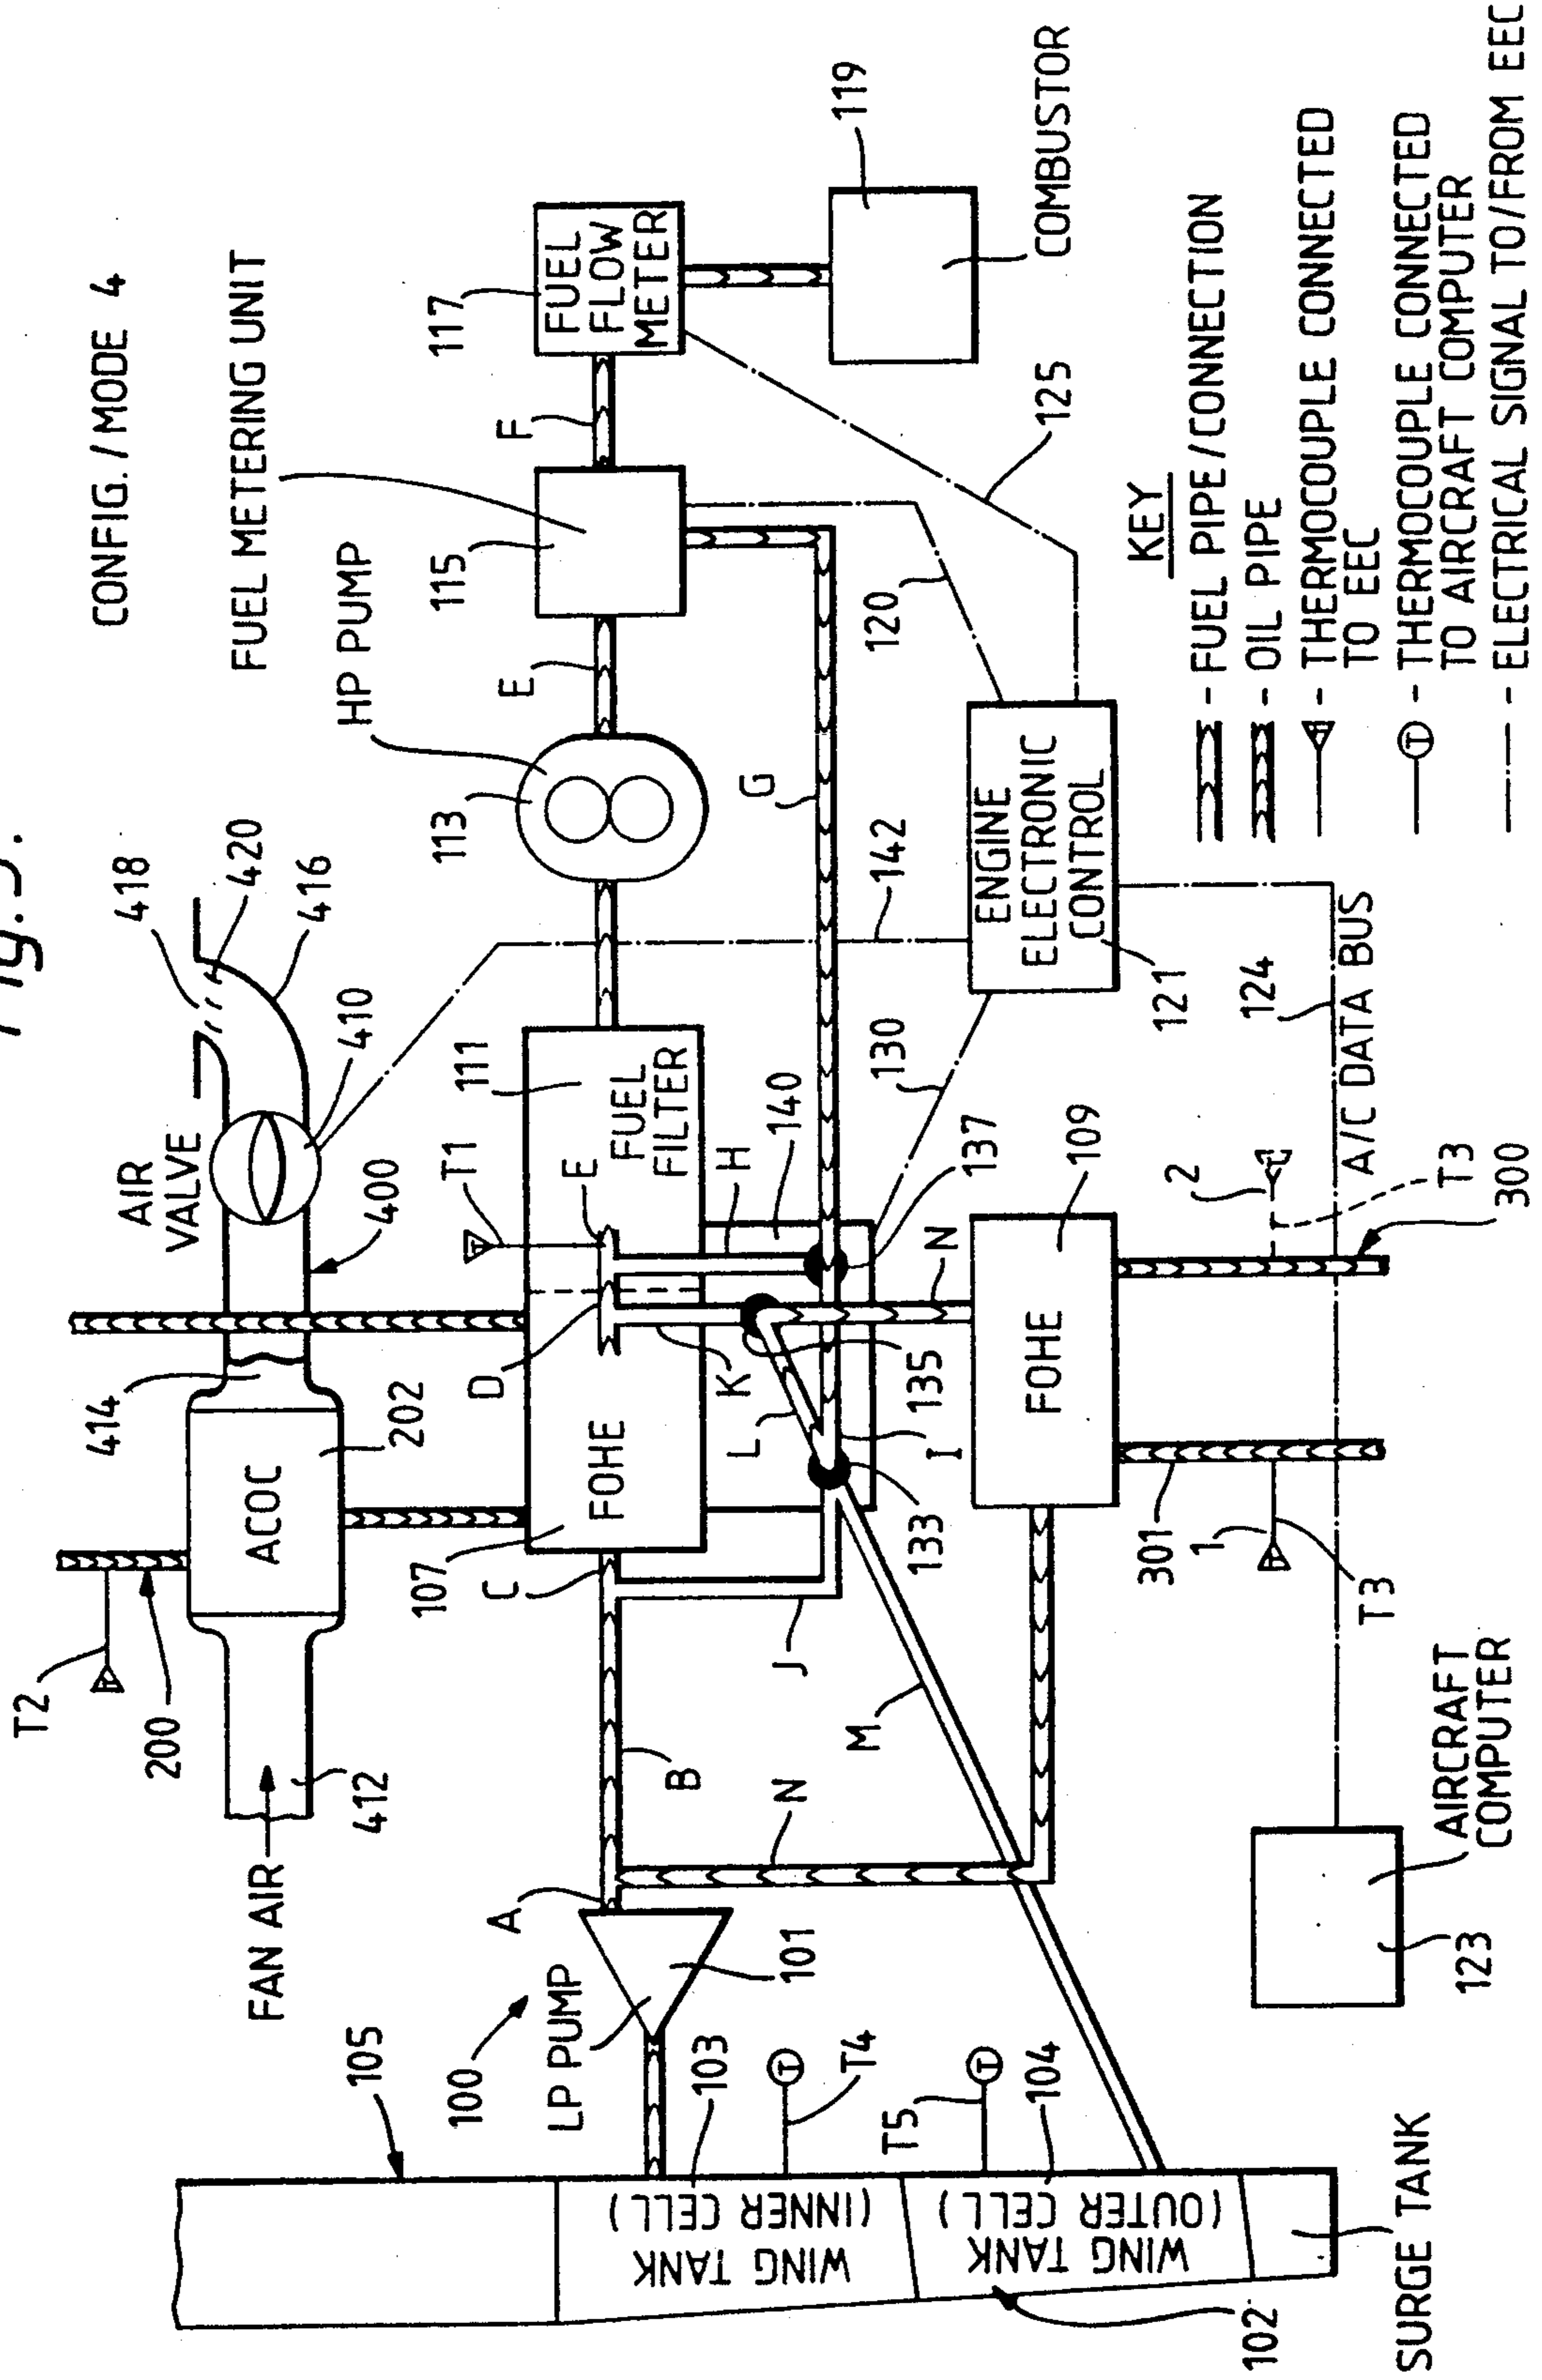 Fig.5.
CONFIG./MODE 4
FUEL METERING UNIT
HP PUMP
418
420
416
410
AIR
VALVE
400
414
202
ACOC
T2
200
412
FAN AIR
105
100
LP PUMP
101
A
B
C
107
FOHE
D
E
T1
111
FUEL
FILTER
113
E
115
F
117
FUEL
FLOW
METER
119
COMBUSTOR
125
120
G
142
130
140
H
137
K
135
L
I
133
J
M
N
N
109
FOHE
ENGINE
ELECTRONIC
CONTROL
121
124
A/C DATA BUS
2
T3
300
301
1
T3
AIRCRAFT
COMPUTER
123
103
T4
T5
104
WING TANK
(INNER CELL)
WING TANK
(OUTER CELL)
102
SURGE TANK
KEY
- FUEL PIPE/CONNECTION
- OIL PIPE
T - THERMOCOUPLE CONNECTED
TO EEC
T - THERMOCOUPLE CONNECTED
TO AIRCRAFT COMPUTER
- ELECTRICAL SIGNAL TO/FROM EEC